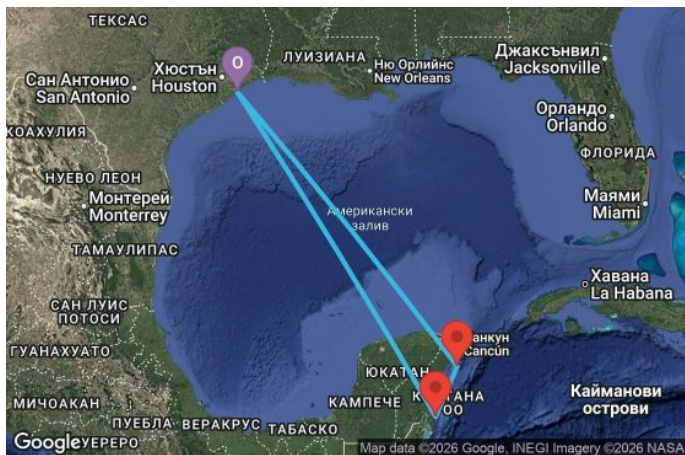 ТЕКСАС
Хюстън
Houston
O
ЛУИЗИАНА
Ню Орлийнс
New Orleans
Джаксънвил
Jacksonville
Сан Антонио
San Antonio
Орландо
Orlando
КОАХУИЛА
ФЛОРИДА
НУЕВО ЛЕОН
Монтерей
Monterrey
Маями
Miami
Американски
залив
ТАМАУЛИПАС
Хавана
La Habana
САН ЛУИС
ПОТОСИ
ГУАНАХУАТО
Cancún
ЮКАТАН
МИЧОАКАН
КАМПЕЧЕ
Кайманови
острови
ПУЕБЛА
ВЕРАКРУС
ТАБАСКО
Google
Map data ©2026 Google, INEGI Imagery ©2026 NASA